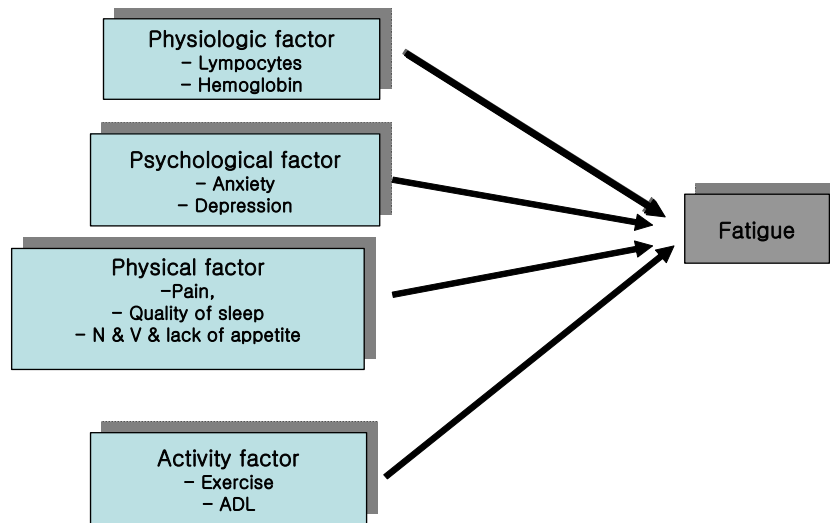 Physiologic factor
- Lympocytes
- Hemoglobin
Psychological factor
- Anxiety
- Depression
Physical factor
-Pain,
- Quality of sleep
- N & V & lack of appetite
Activity factor
- Exercise
- ADL
Fatigue